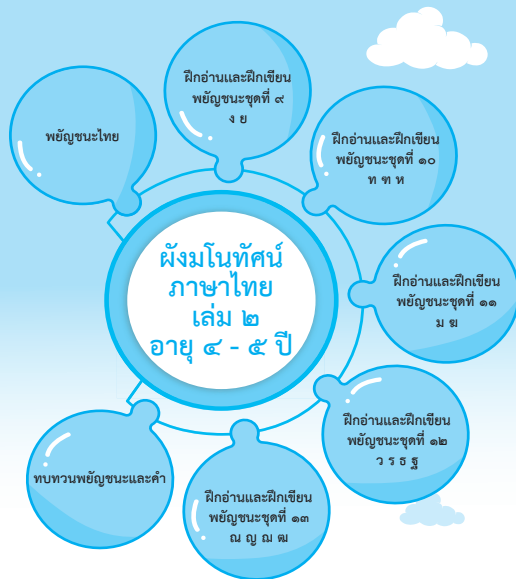 ผังมโนทัศน์
ภาษาไทย
เล่ม ๒
อายุ ๔ - ๕ ปี
พยัญชนะไทย
ฝึกอ่านและฝึกเขียน
พยัญชนะชุดที่ ๙
ง ย
ฝึกอ่านและฝึกเขียน
พยัญชนะชุดที่ ๑๐
ท ฑ ห
ฝึกอ่านและฝึกเขียน
พยัญชนะชุดที่ ๑๑
ม ฆ
ฝึกอ่านและฝึกเขียน
พยัญชนะชุดที่ ๑๒
ว ร ธ ฐ
ฝึกอ่านและฝึกเขียน
พยัญชนะชุดที่ ๑๓
ณ ญ ฌ ฒ
ทบทวนพยัญชนะและคำ